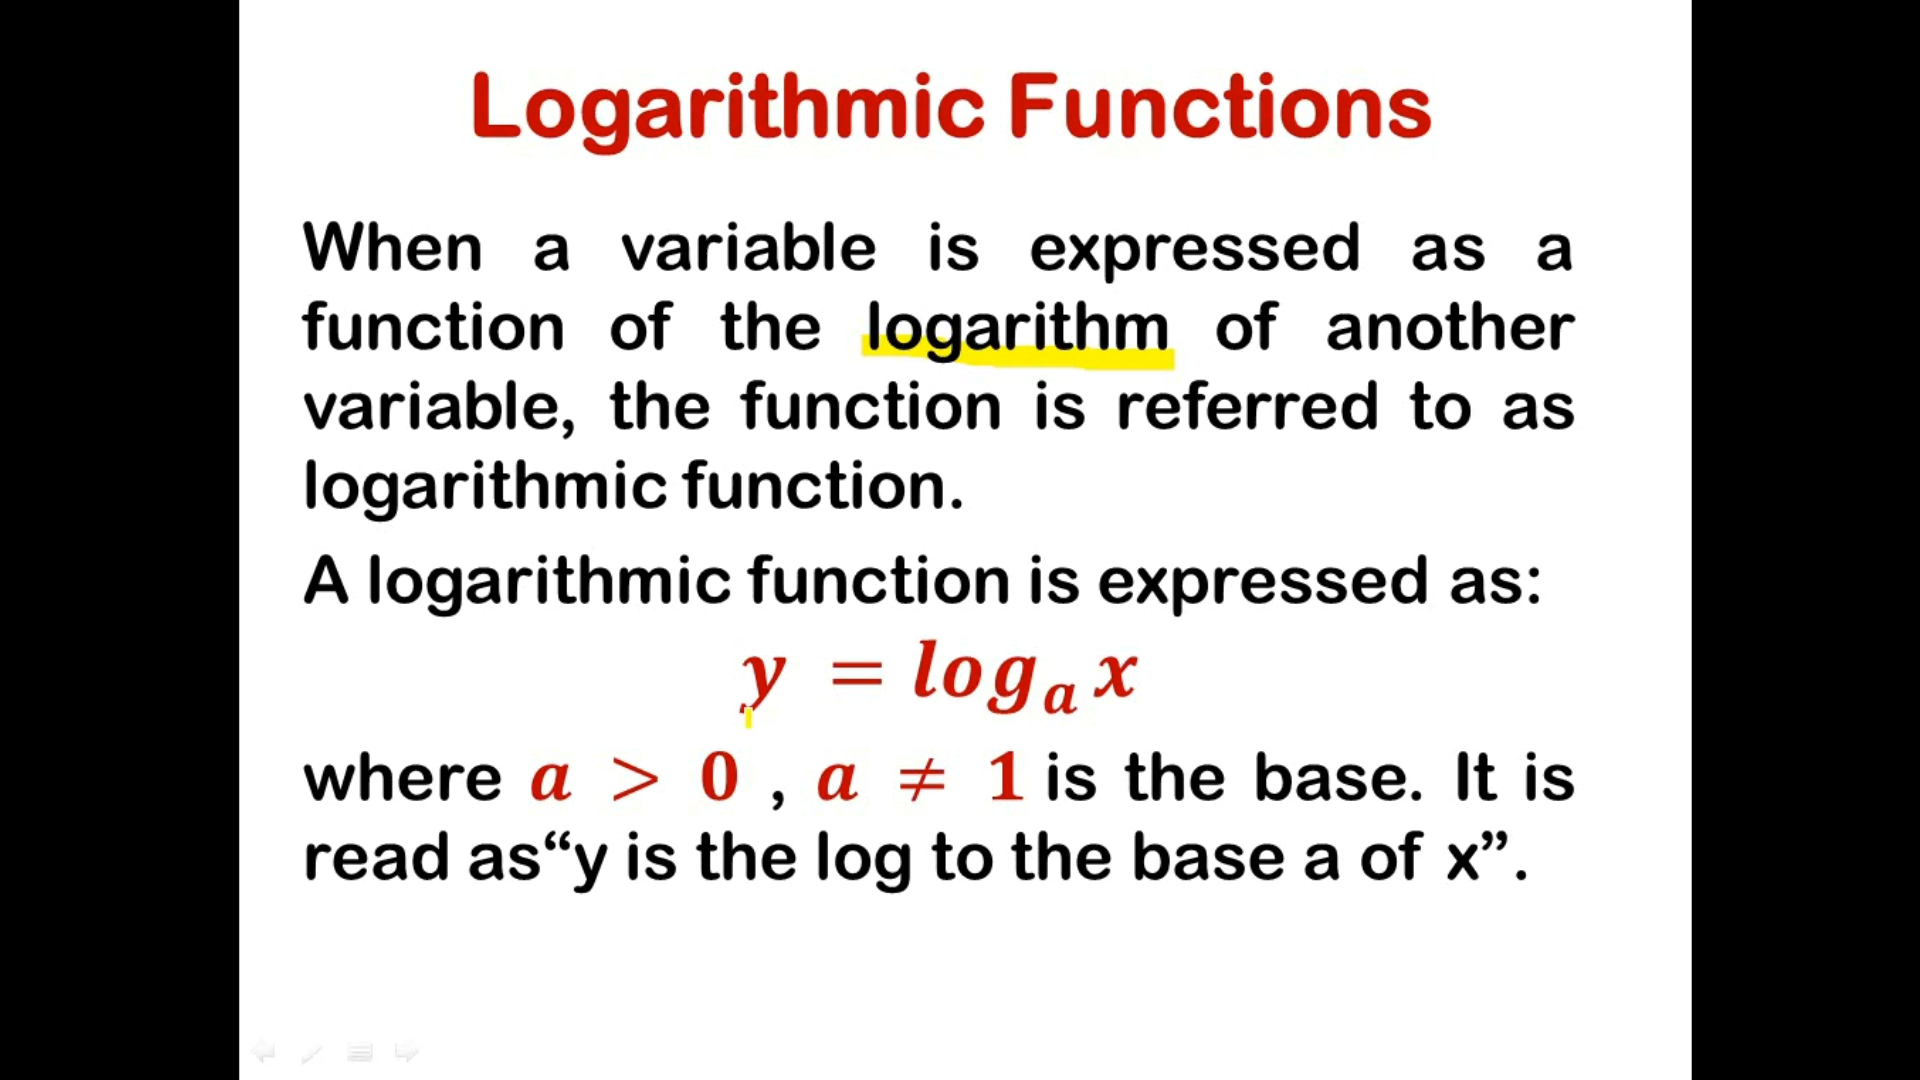 Logarithmic Functions
When a variable is expressed as a
function of the logarithm of another
variable, the function is referred to as
logarithmic function.
A logarithmic function is expressed as:
y = logₐ x
where a > 0 , a ≠ 1 is the base. It is
read as“y is the log to the base a of x”.